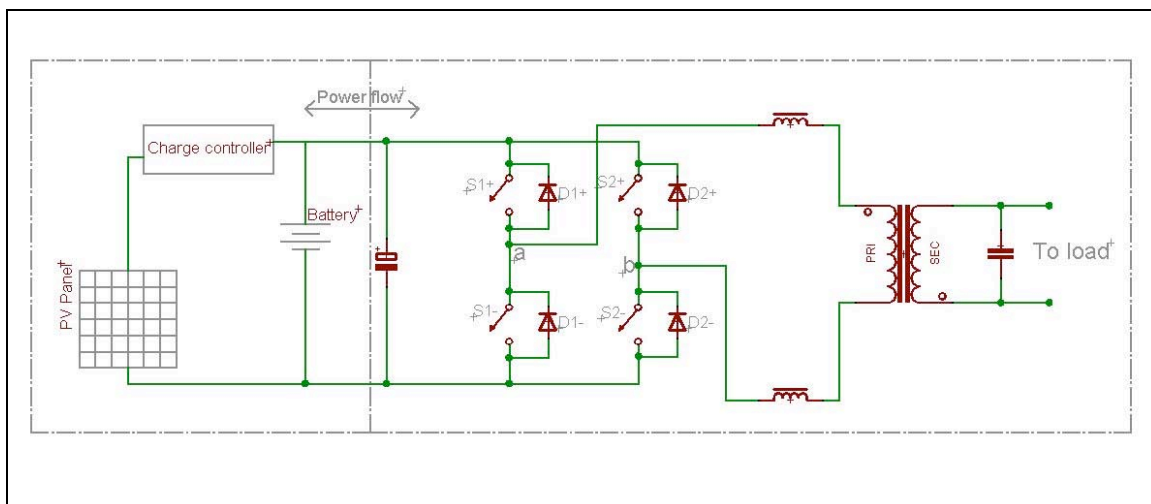 Power flow
Charge controller
Battery
PV Panel
S1+
D1+
S2+
D2+
a
b
S1-
D1-
S2-
D2-
PRI
SEC
To load